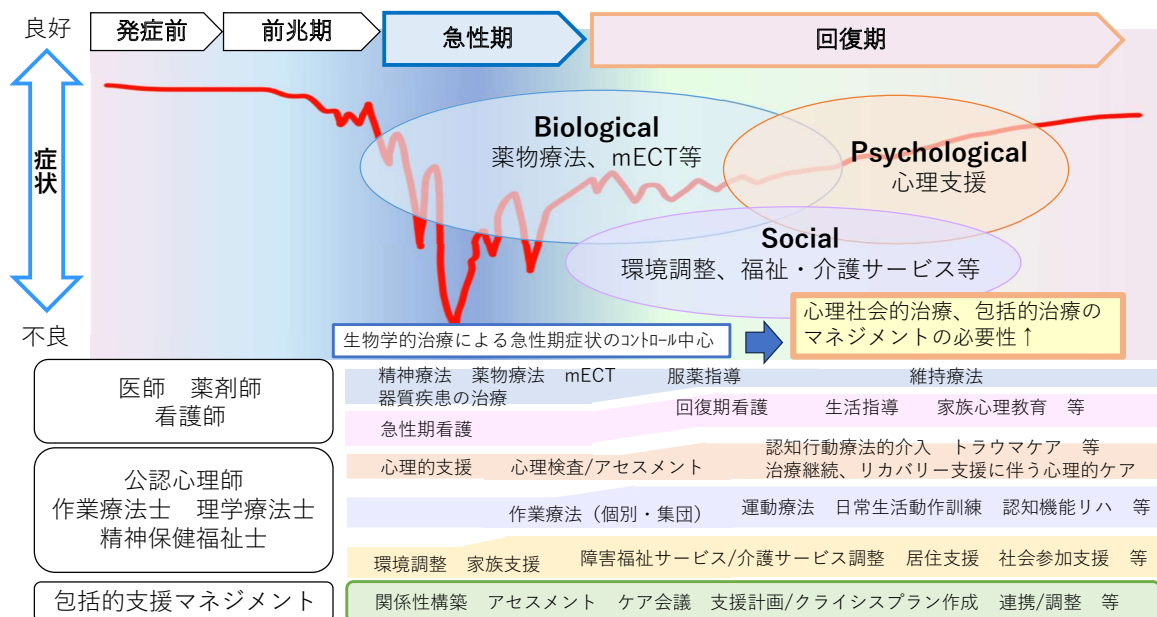 良好
発症前
前兆期
急性期
回復期
症状
不良
Biological
薬物療法、mECT等
Psychological
心理支援
Social
環境調整、福祉・介護サービス等
生物学的治療による急性期症状のｺﾝﾄﾛｰﾙ中心
心理社会的治療、包括的治療の
マネジメントの必要性↑
医師　薬剤師
看護師
精神療法　薬物療法　mECT　服薬指導　維持療法
器質疾患の治療
回復期看護　生活指導　家族心理教育　等
急性期看護
公認心理師
作業療法士　理学療法士
精神保健福祉士
認知行動療法的介入　トラウマケア　等
心理的支援　心理検査/アセスメント
治療継続、リカバリー支援に伴う心理的ケア
作業療法（個別・集団）　運動療法　日常生活動作訓練　認知機能リハ　等
環境調整　家族支援　障害福祉サービス/介護サービス調整　居住支援　社会参加支援　等
包括的支援マネジメント
関係性構築　アセスメント　ケア会議　支援計画/クライシスプラン作成　連携/調整　等